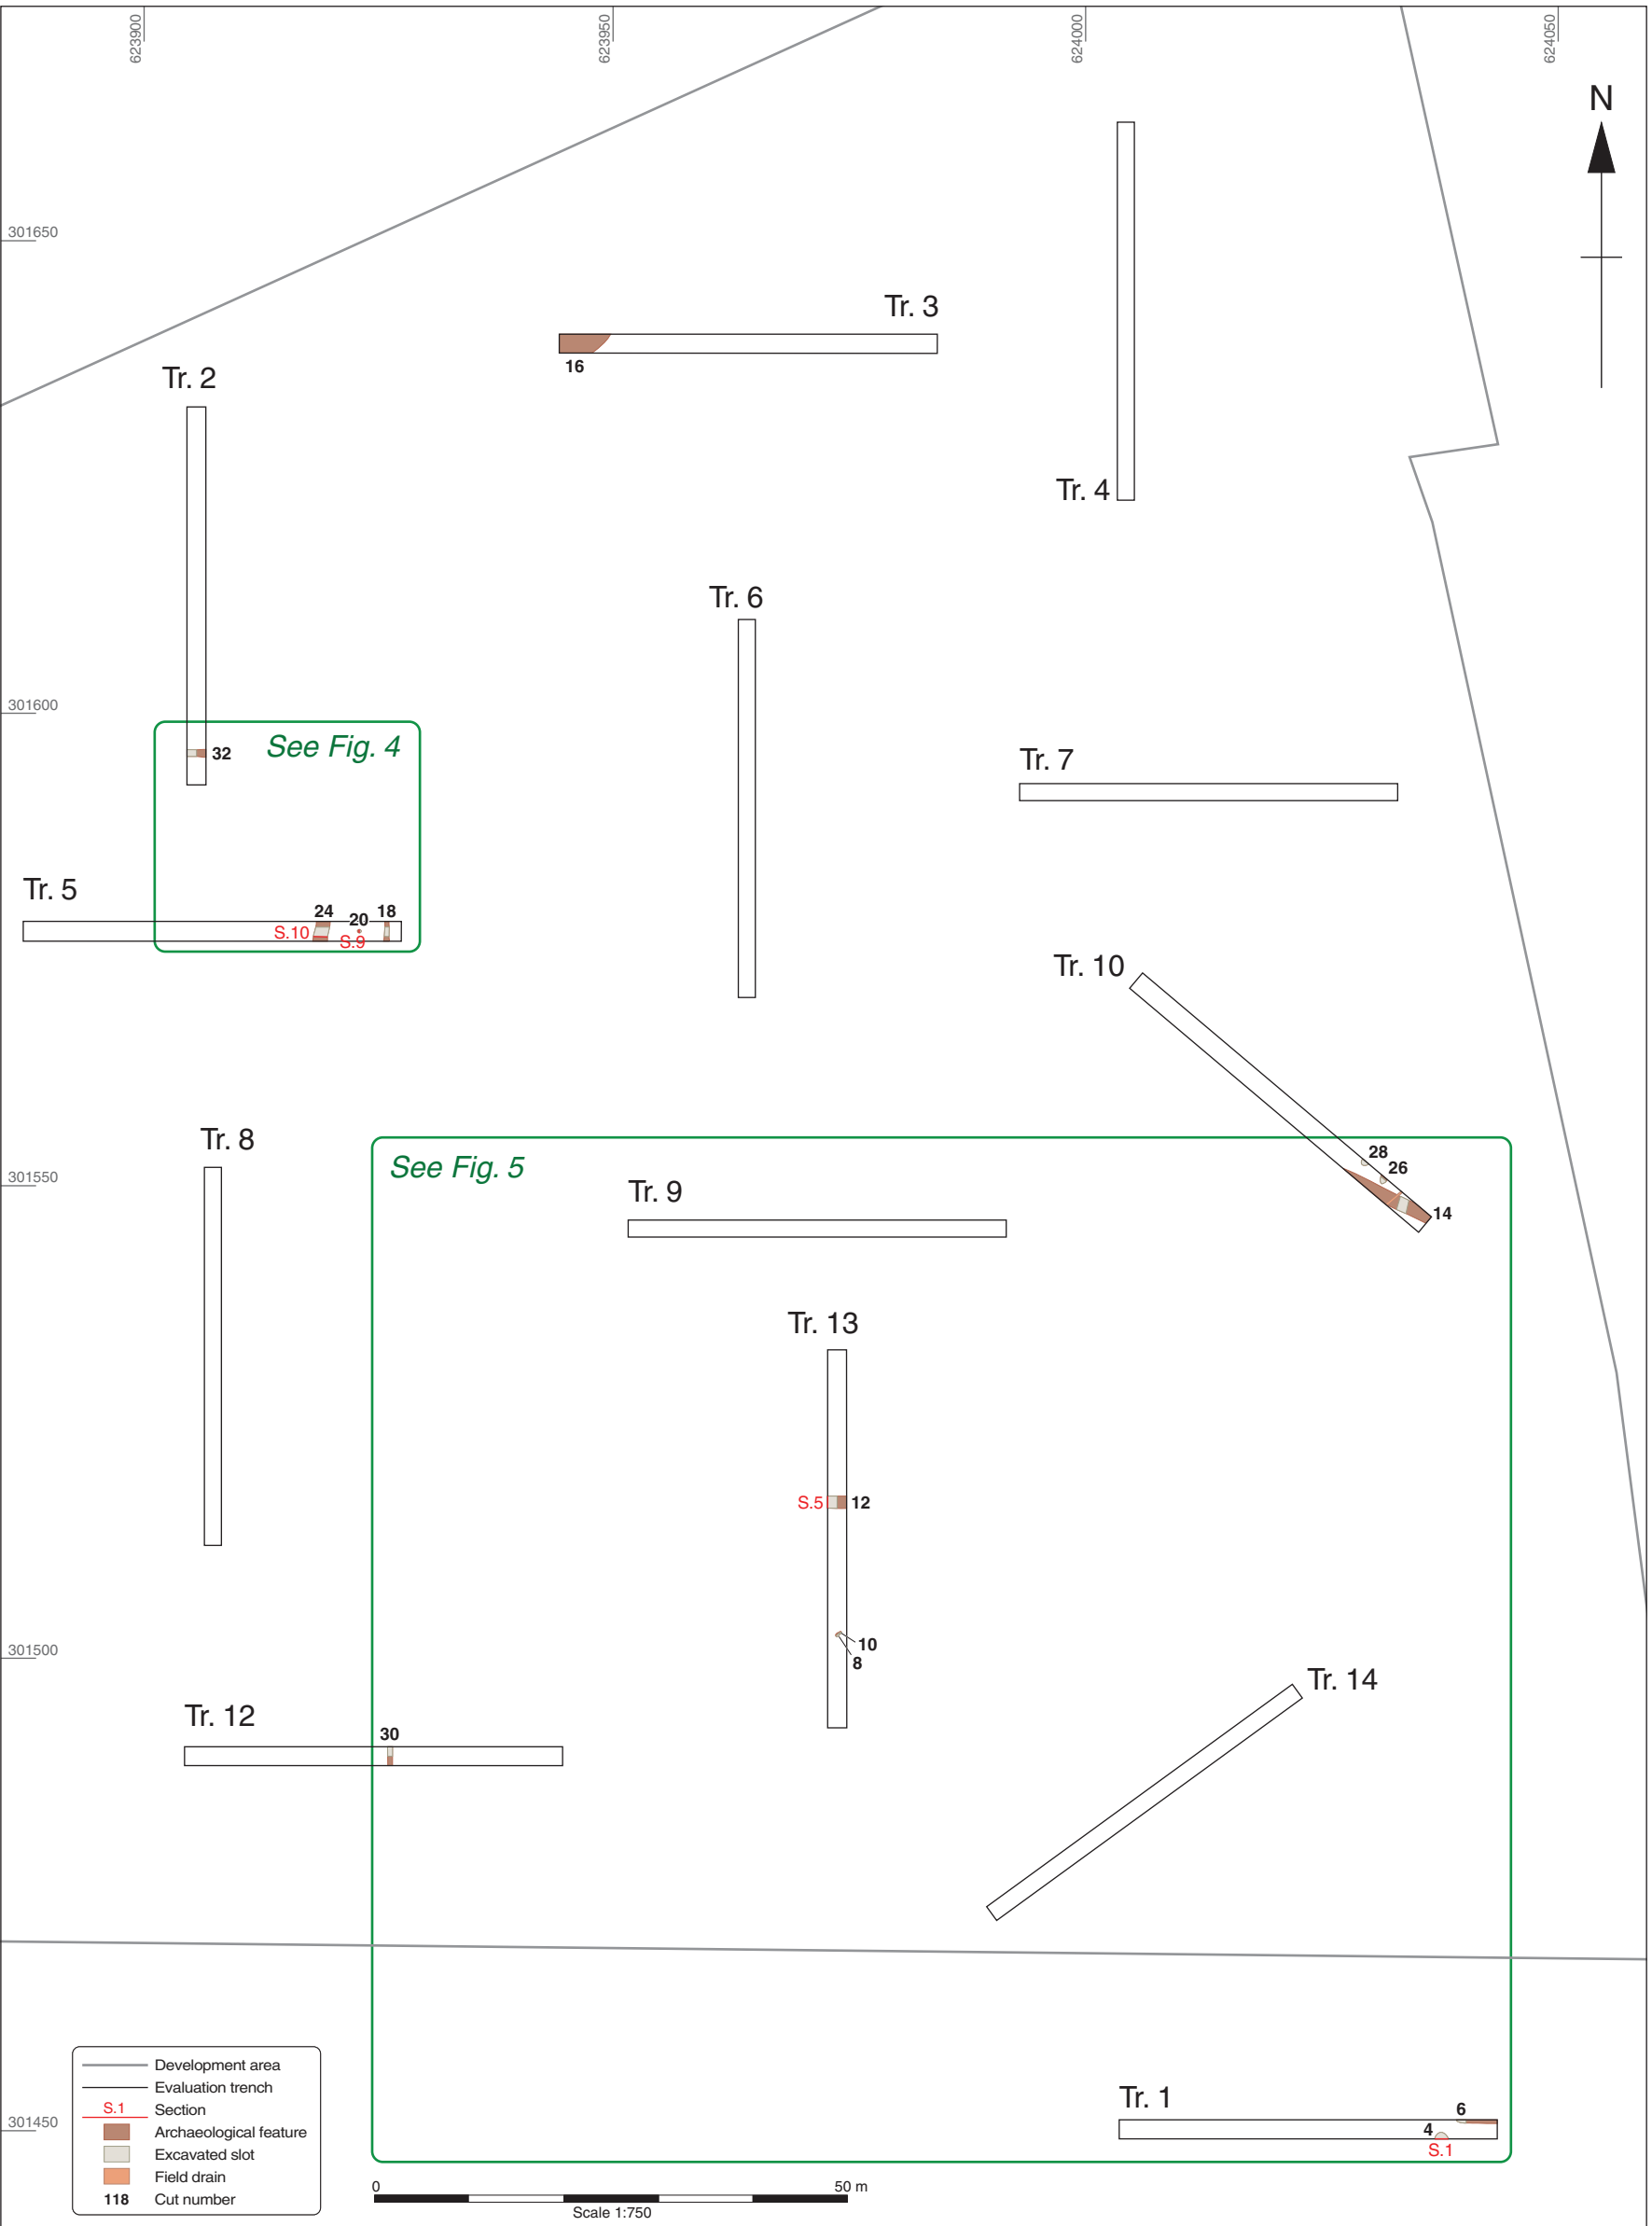 623900
623950
624000
624050
N
301650
Tr. 3
16
Tr. 2
Tr. 4
Tr. 6
301600
See Fig. 4
32
Tr. 7
Tr. 5
24
20
18
S.10
S.9
Tr. 10
Tr. 8
28
See Fig. 5
26
301550
Tr. 9
14
Tr. 13
S.5
12
10
301500
8
Tr. 14
Tr. 12
30
Development area
Evaluation trench
S.1
Section
Archaeological feature
Excavated slot
Field drain
118
Cut number
Tr. 1
6
301450
4
S.1
0
50 m
Scale 1:750